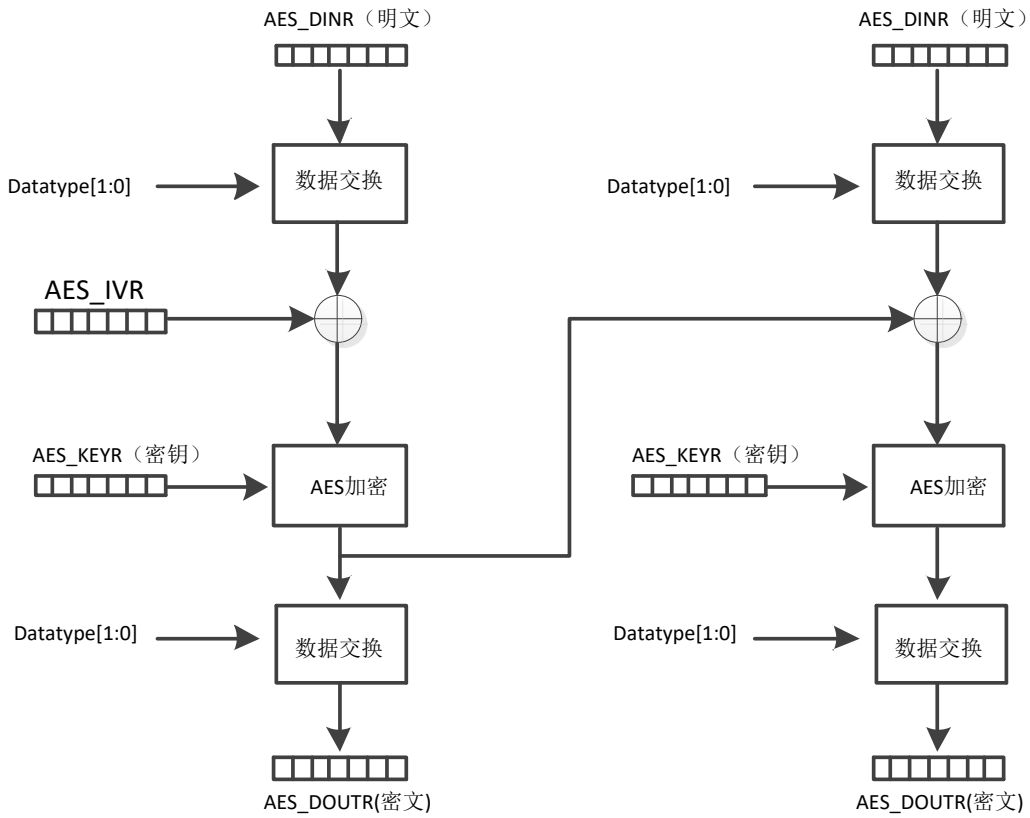 AES_DINR（明文）
AES_DINR（明文）
数据交换
数据交换
Datatype[1:0]
Datatype[1:0]
AES_IVR
AES_KEYR（密钥）
AES_KEYR（密钥）
AES加密
AES加密
Datatype[1:0]
Datatype[1:0]
数据交换
数据交换
AES_DOUTR(密文)
AES_DOUTR(密文)